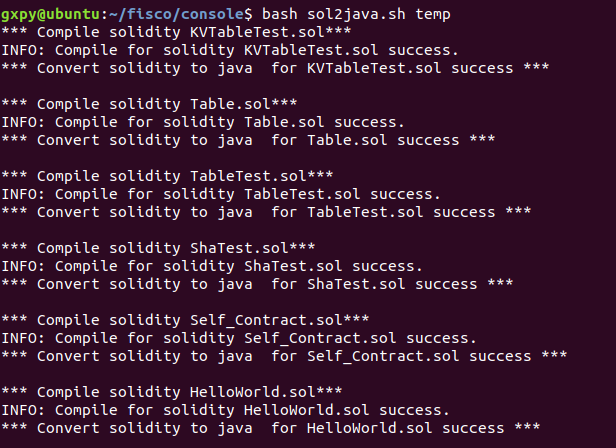 gxpy@ubuntu:~/fisco/console$ bash sol2java.sh temp
*** Compile solidity KVTableTest.sol***
INFO: Compile for solidity KVTableTest.sol success.
*** Convert solidity to java  for KVTableTest.sol success ***

*** Compile solidity Table.sol***
INFO: Compile for solidity Table.sol success.
*** Convert solidity to java  for Table.sol success ***

*** Compile solidity TableTest.sol***
INFO: Compile for solidity TableTest.sol success.
*** Convert solidity to java  for TableTest.sol success ***

*** Compile solidity ShaTest.sol***
INFO: Compile for solidity ShaTest.sol success.
*** Convert solidity to java  for ShaTest.sol success ***

*** Compile solidity Self_Contract.sol***
INFO: Compile for solidity Self_Contract.sol success.
*** Convert solidity to java  for Self_Contract.sol success ***

*** Compile solidity HelloWorld.sol***
INFO: Compile for solidity HelloWorld.sol success.
*** Convert solidity to java  for HelloWorld.sol success ***